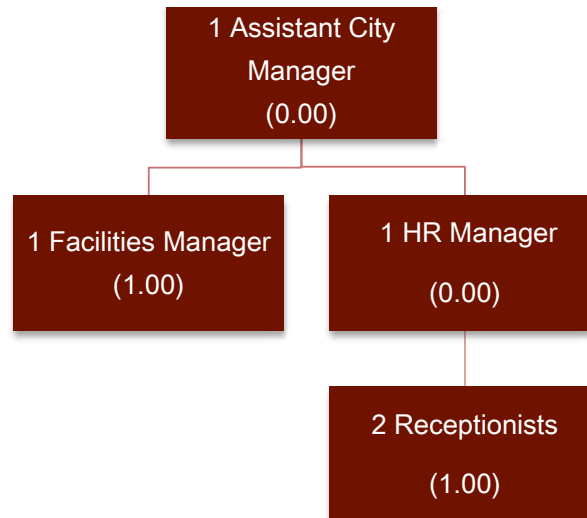 1 Assistant City
Manager
(0.00)
1 Facilities Manager
(1.00)
1 HR Manager
(0.00)
2 Receptionists
(1.00)